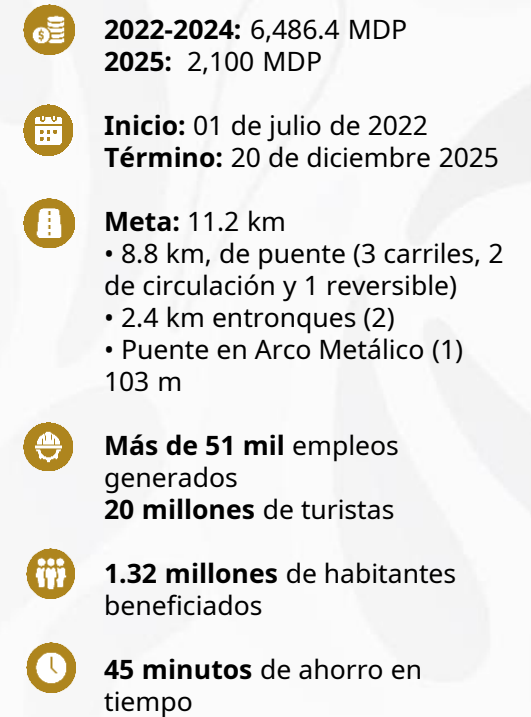 2022-2024: 6,486.4 MDP
2025: 2,100 MDP
Inicio: 01 de julio de 2022
Término: 20 de diciembre 2025
Meta: 11.2 km
• 8.8 km, de puente (3 carriles, 2
de circulación y 1 reversible)
• 2.4 km entronques (2)
• Puente en Arco Metálico (1)
103 m
Más de 51 mil empleos
generados
20 millones de turistas
1.32 millones de habitantes
beneficiados
45 minutos de ahorro en
tiempo